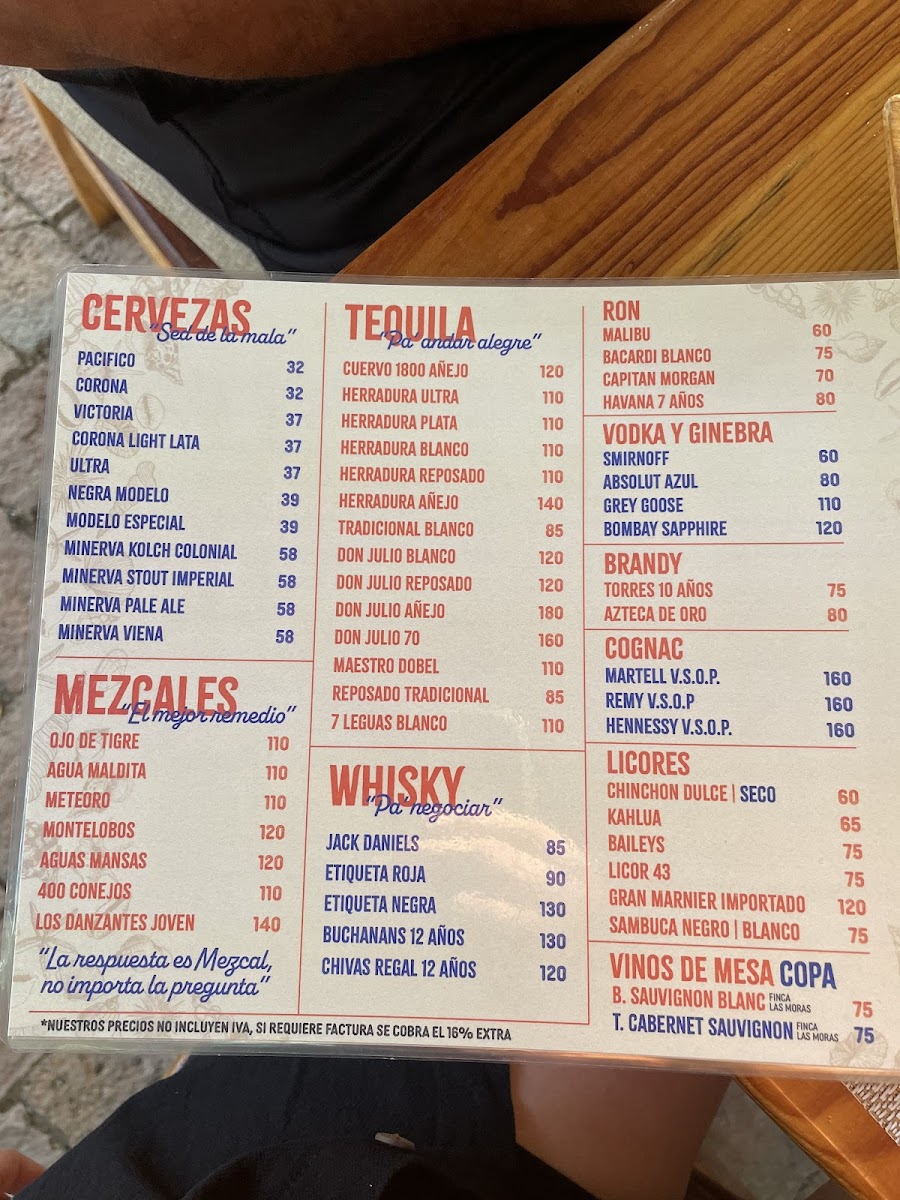 CERVEZAS
"Sed de la mala"
PACIFICO 32
CORONA 32
VICTORIA 37
CORONA LIGHT LATA 37
ULTRA 37
NEGRA MODELO 39
MODELO ESPECIAL 39
MINERVA KOLCH COLONIAL 58
MINERVA STOUT IMPERIAL 58
MINERVA PALE ALE 58
MINERVA VIENA 58
MEZCALES
"El mejor remedio"
OJO DE TIGRE 110
AGUA MALDITA 110
METEORO 110
MONTELOBOS 120
AGUAS MANSAS 120
400 CONEJOS 110
LOS DANZANTES JOVEN 140
"La respuesta es Mezcal,
no importa la pregunta"
TEQUILA
"Pa' andar alegre"
CUERVO 1800 AÑEJO 120
HERRADURA ULTRA 110
HERRADURA PLATA 110
HERRADURA BLANCO 110
HERRADURA REPOSADO 110
HERRADURA AÑEJO 140
TRADICIONAL BLANCO 85
DON JULIO BLANCO 120
DON JULIO REPOSADO 120
DON JULIO AÑEJO 180
DON JULIO 70 160
MAESTRO DOBEL 110
REPOSADO TRADICIONAL 85
7 LEGUAS BLANCO 110
WHISKY
"Pa' negociar"
JACK DANIELS 85
ETIQUETA ROJA 90
ETIQUETA NEGRA 130
BUCHANANS 12 AÑOS 130
CHIVAS REGAL 12 AÑOS 120
RON
MALIBU 60
BACARDI BLANCO 75
CAPITAN MORGAN 70
HAVANA 7 AÑOS 80
VODKA Y GINEBRA
SMIRNOFF 60
ABSOLUT AZUL 80
GREY GOOSE 110
BOMBAY SAPPHIRE 120
BRANDY
TORRES 10 AÑOS 75
AZTECA DE ORO 80
COGNAC
MARTELL V.S.O.P. 160
REMY V.S.O.P 160
HENNESSY V.S.O.P. 160
LICORES
CHINCHON DULCE | SECO 60
KAHLUA 65
BAILEYS 75
LICOR 43 75
GRAN MARNIER IMPORTADO 120
SAMBUCA NEGRO | BLANCO 75
VINOS DE MESA COPA
B. SAUVIGNON BLANC FINCA LAS MORAS 75
T. CABERNET SAUVIGNON FINCA LAS MORAS 75
*NUESTROS PRECIOS NO INCLUYEN IVA, SI REQUIERE FACTURA SE COBRA EL 16% EXTRA